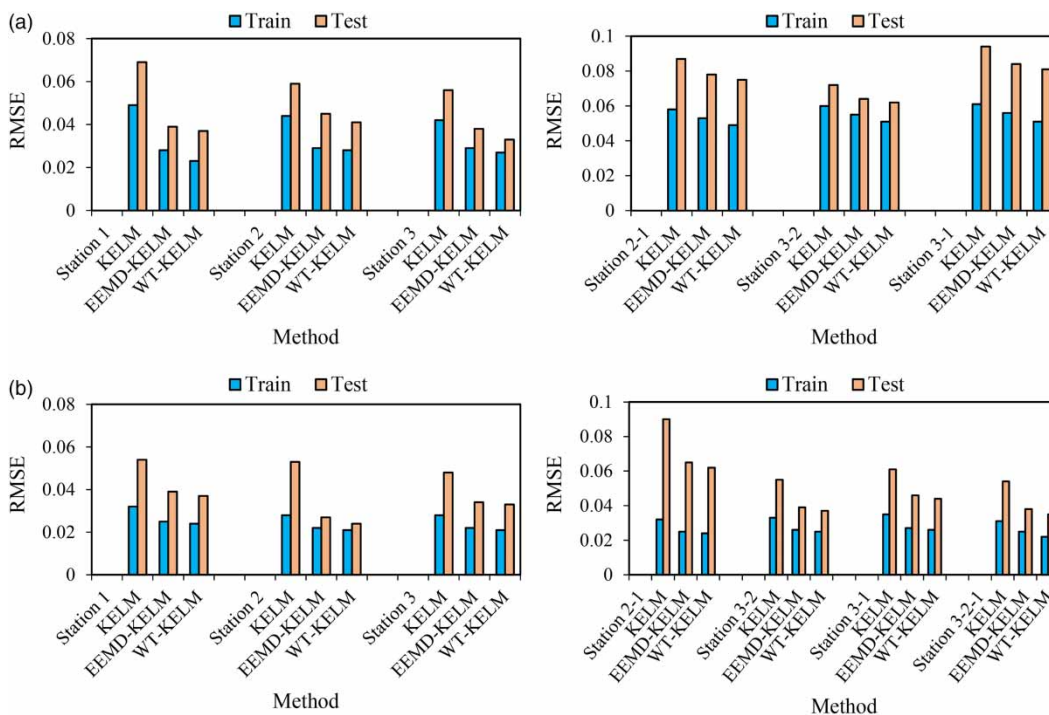 (a)
Train Test
RMSE
0.08
0.06
0.04
0.02
0
Station 1
KELM
EEMD-KELM
WT-KELM
Station 2
KELM
EEMD-KELM
WT-KELM
Station 3
KELM
EEMD-KELM
WT-KELM
Method
Train Test
RMSE
0.1
0.08
0.06
0.04
0.02
0
Station 2-1
KELM
EEMD-KELM
WT-KELM
Station 3-2
KELM
EEMD-KELM
WT-KELM
Station 3-1
KELM
EEMD-KELM
WT-KELM
Method
(b)
Train Test
RMSE
0.08
0.06
0.04
0.02
0
Station 1
KELM
EEMD-KELM
WT-KELM
Station 2
KELM
EEMD-KELM
WT-KELM
Station 3
KELM
EEMD-KELM
WT-KELM
Method
Train Test
RMSE
0.1
0.08
0.06
0.04
0.02
0
Station 2-1
KELM
EEMD-KELM
WT-KELM
Station 3-2
KELM
EEMD-KELM
WT-KELM
Station 3-1
KELM
EEMD-KELM
WT-KELM
Station 3-2-1
KELM
EEMD-KELM
WT-KELM
Method